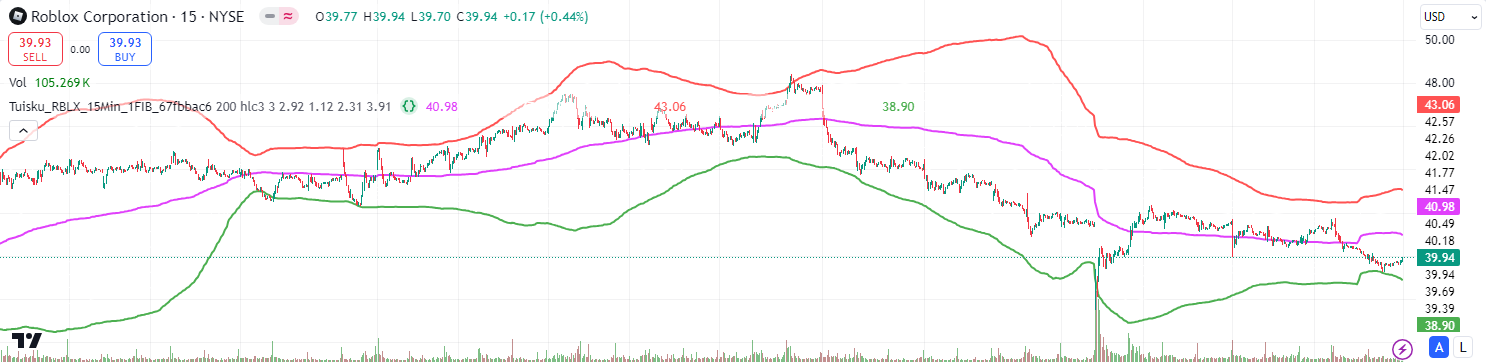 Roblox Corporation · 15 · NYSE O39.77 H39.94 L39.70 C39.94 +0.17 (+0.44%)
39.93 SELL 0.00 39.93 BUY
Vol 105.269 K
Tuisku_RBLX_15Min_1FIB_67fbbac6 200 hlc3 3 2.92 1.12 2.31 3.91 40.98 43.06 38.90
USD
50.00
48.00
43.06
42.57
42.26
42.02
41.77
41.47
40.98
40.49
40.18
39.94
39.94
39.69
39.39
38.90
A L